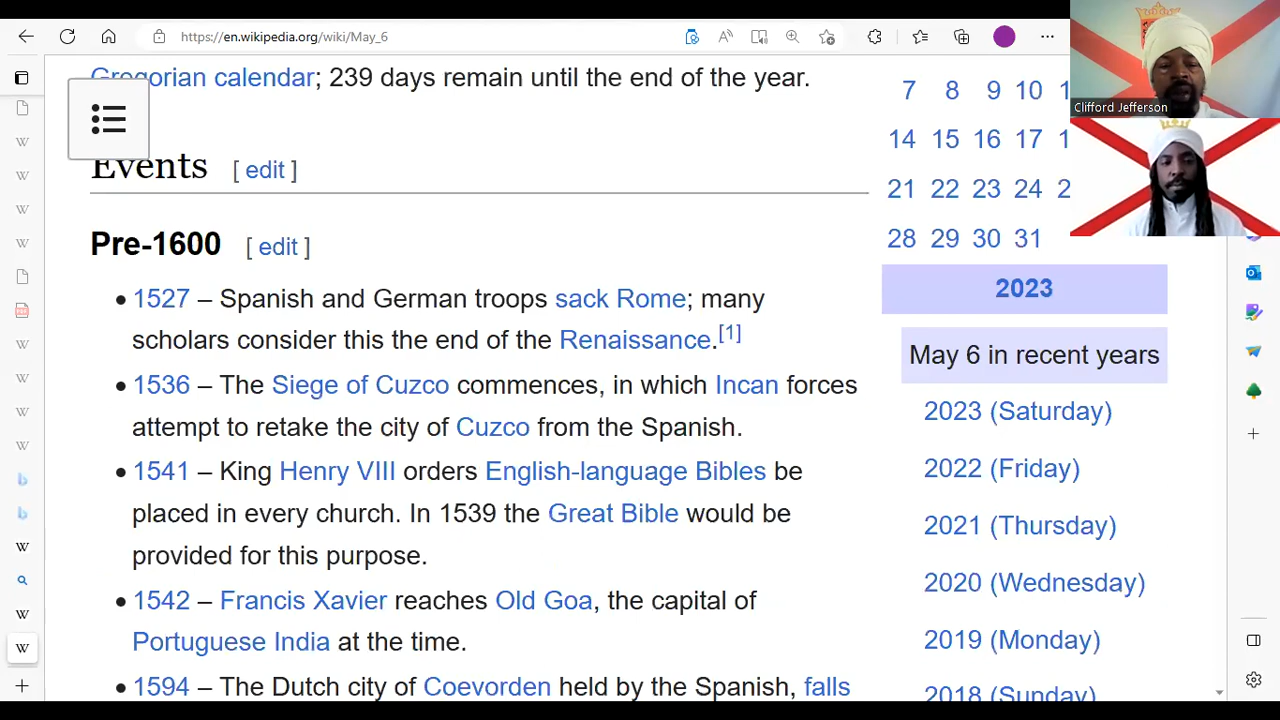 https://en.wikipedia.org/wiki/May_6
Gregorian calendar; 239 days remain until the end of the year.
Events [ edit ]
Pre-1600 [ edit ]
• 1527 – Spanish and German troops sack Rome; many
scholars consider this the end of the Renaissance.[1]
• 1536 – The Siege of Cuzco commences, in which Incan forces
attempt to retake the city of Cuzco from the Spanish.
• 1541 – King Henry VIII orders English-language Bibles be
placed in every church. In 1539 the Great Bible would be
provided for this purpose.
• 1542 – Francis Xavier reaches Old Goa, the capital of
Portuguese India at the time.
• 1594 – The Dutch city of Coevorden held by the Spanish, falls
7 8 9 10 1
14 15 16 17 1
21 22 23 24 2
28 29 30 31
2023
May 6 in recent years
2023 (Saturday)
2022 (Friday)
2021 (Thursday)
2020 (Wednesday)
2019 (Monday)
2018 (Sunday)
Clifford Jefferson